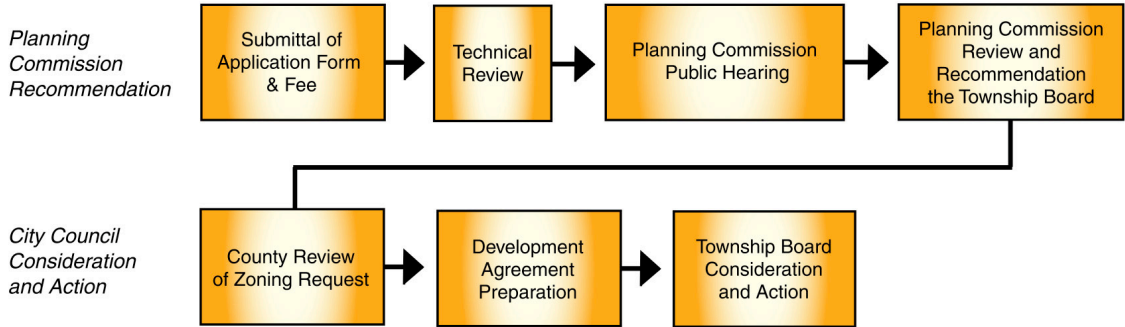 Planning
Commission
Recommendation
Submittal of
Application Form
& Fee
Technical
Review
Planning Commission
Public Hearing
Planning Commission
Review and
Recommendation
the Township Board
City Council
Consideration
and Action
County Review
of Zoning Request
Development
Agreement
Preparation
Township Board
Consideration
and Action